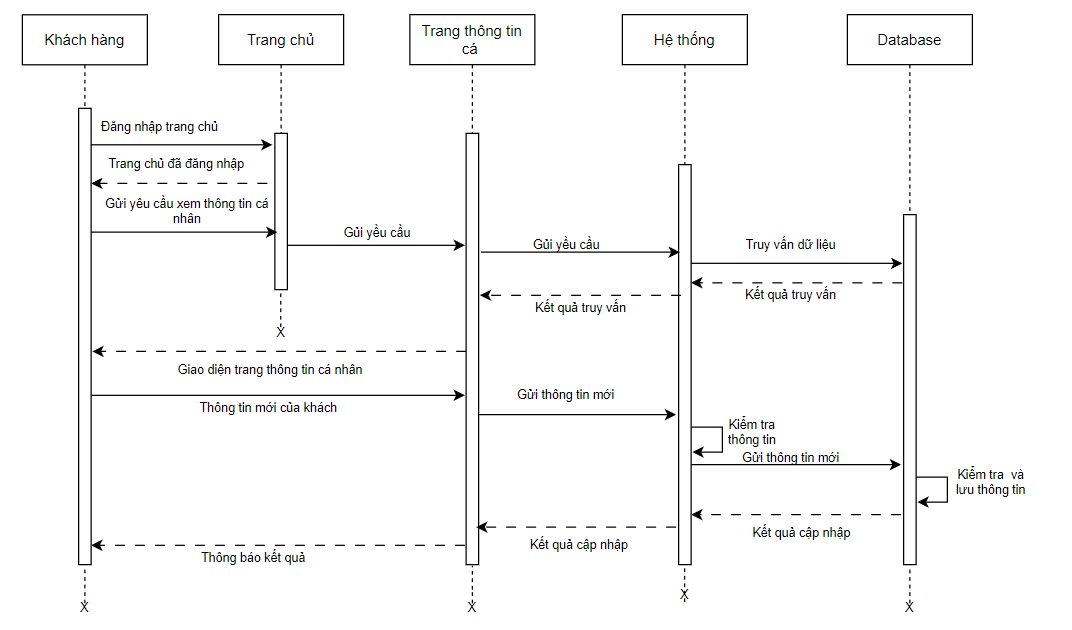 Khách hàng
Trang chủ
Trang thông tin
cá
Hệ thống
Database
Đăng nhập trang chủ
Trang chủ đã đăng nhập
Gửi yêu cầu xem thông tin cá
nhân
Gủi yều cầu
Gủi yều cầu
Truy vấn dữ liệu
Kết quả truy vấn
Kết quả truy vấn
X
Giao diện trang thông tin cá nhân
Thông tin mới của khách
Gửi thông tin mới
Kiểm tra
thông tin
Gửi thông tin mới
Kiểm tra và
lưu thông tin
Kết quả cập nhập
Kết quả cập nhập
Thông báo kết quả
X
X
X
X